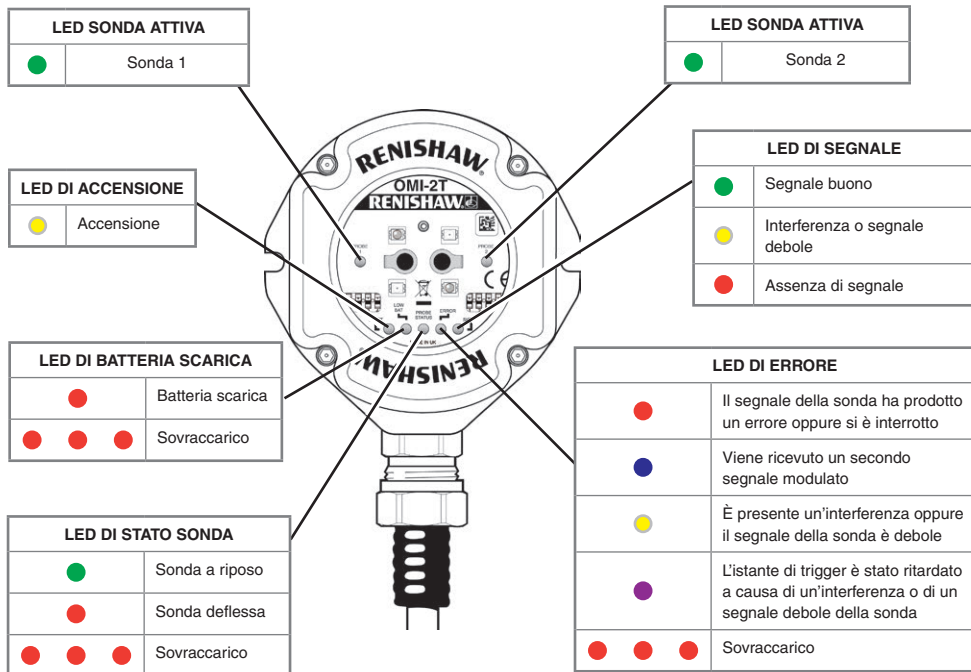 LED SONDA ATTIVA
Sonda 1
LED SONDA ATTIVA
Sonda 2
LED DI ACCENSIONE
Accensione
LED DI SEGNALE
Segnale buono
Interferenza o segnale
debole
Assenza di segnale
RENISHAW
OMI-2T
RENISHAW
PROBE
1
PROBE
2
CE
LOW
BAT
PROBE
STATUS
ERROR
RENISHAW
LED DI BATTERIA SCARICA
Batteria scarica
Sovraccarico
LED DI STATO SONDA
Sonda a riposo
Sonda deflessa
Sovraccarico
LED DI ERRORE
Il segnale della sonda ha prodotto
un errore oppure si è interrotto
Viene ricevuto un secondo
segnale modulato
È presente un'interferenza oppure
il segnale della sonda è debole
L'istante di trigger è stato ritardato
a causa di un'interferenza o di un
segnale debole della sonda
Sovraccarico